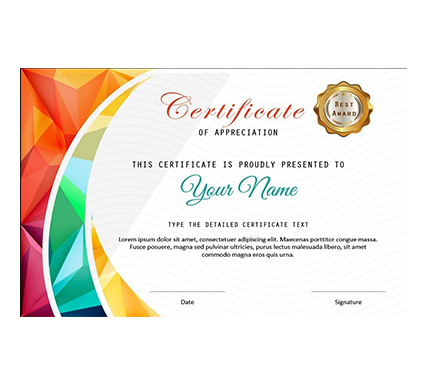 Certificate
OF APPRECIATION
BEST
AWARD
THIS CERTIFICATE IS PROUDLY PRESENTED TO
Your Name
TYPE THE DETAILED CERTIFICATE TEXT
Lorem ipsum dolor sit amet, consectetuer adipiscing elit. Maecenas porttitor congue massa.
Fusce posuere, magna sed pulvinar ultricies, purus lectus malesuada libero, sit amet
commodo magna eros quis urna.
Date
Signature